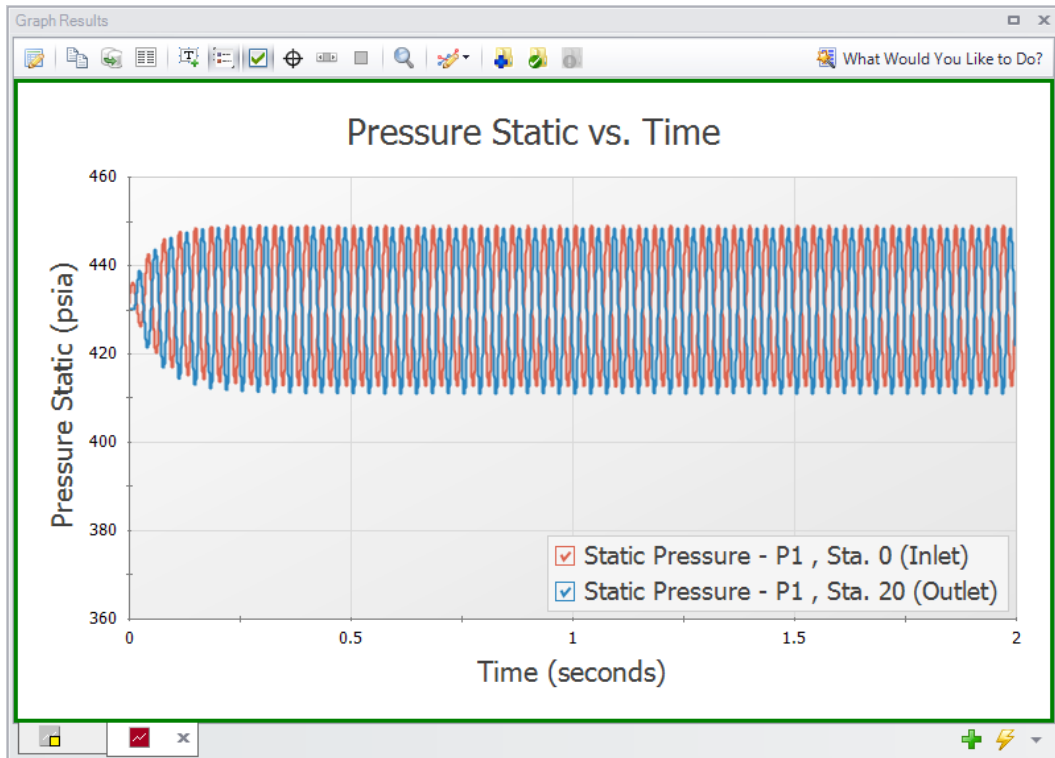 Graph Results
What Would You Like to Do?
Pressure Static vs. Time
Pressure Static (psia)
460
440
420
400
380
360
Static Pressure - P1 , Sta. 0 (Inlet)
Static Pressure - P1 , Sta. 20 (Outlet)
0
0.5
1
1.5
2
Time (seconds)